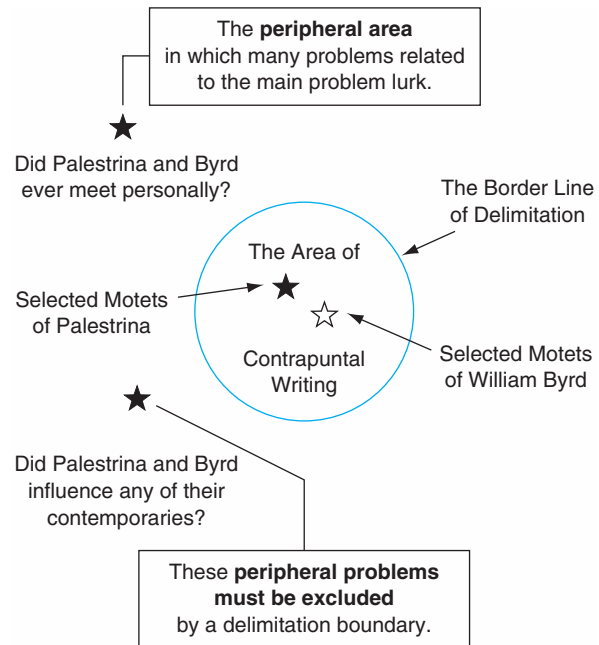 The peripheral area
in which many problems related
to the main problem lurk.
Did Palestrina and Byrd
ever meet personally?
The Border Line
of Delimitation
The Area of
Selected Motets
of Palestrina
Contrapuntal
Writing
Selected Motets
of William Byrd
Did Palestrina and Byrd
influence any of their
contemporaries?
These peripheral problems
must be excluded
by a delimitation boundary.